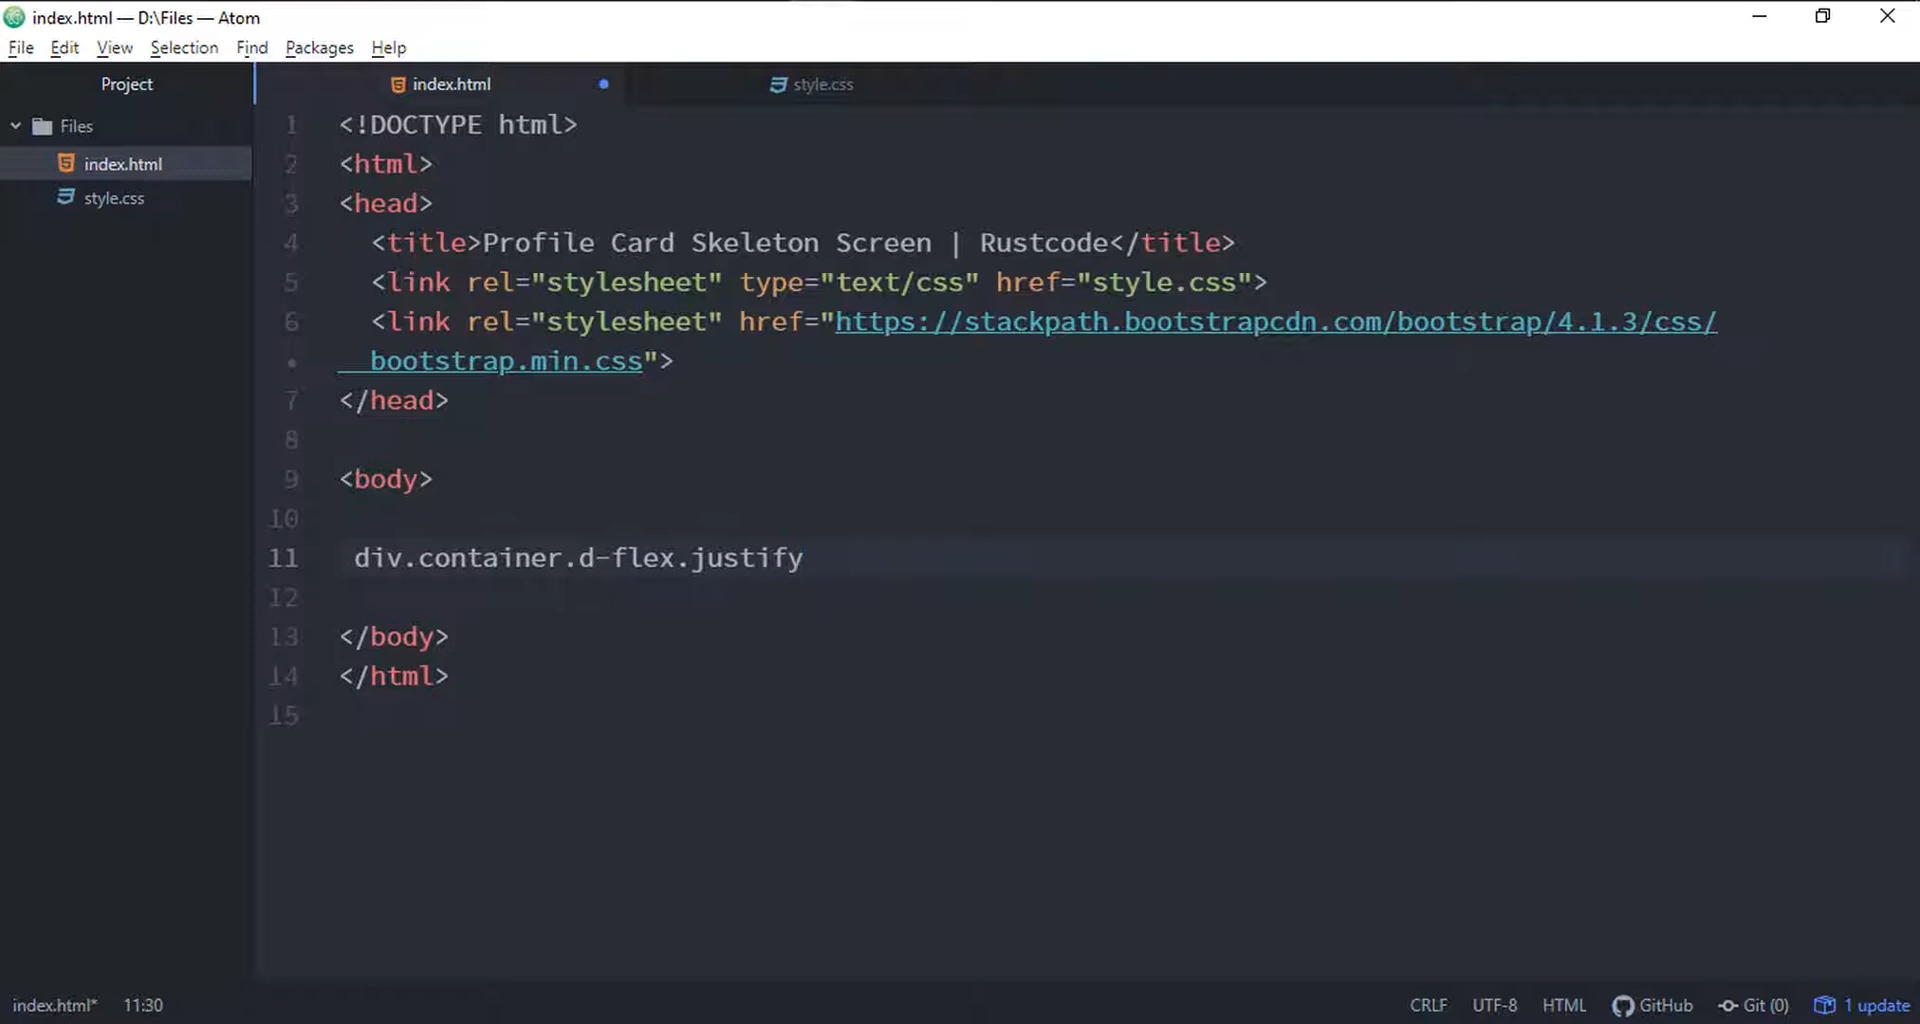 index.html — D:\Files — Atom
File Edit View Selection Find Packages Help
Project
index.html
style.css
Files
index.html
style.css
1 <!DOCTYPE html>
2 <html>
3 <head>
4 <title>Profile Card Skeleton Screen | Rustcode</title>
5 <link rel="stylesheet" type="text/css" href="style.css">
6 <link rel="stylesheet" href="https://stackpath.bootstrapcdn.com/bootstrap/4.1.3/css/
• bootstrap.min.css">
7 </head>
8
9 <body>
10
11 div.container.d-flex.justify
12
13 </body>
14 </html>
15
index.html* 11:30 CRLF UTF-8 HTML GitHub Git (0) 1 update